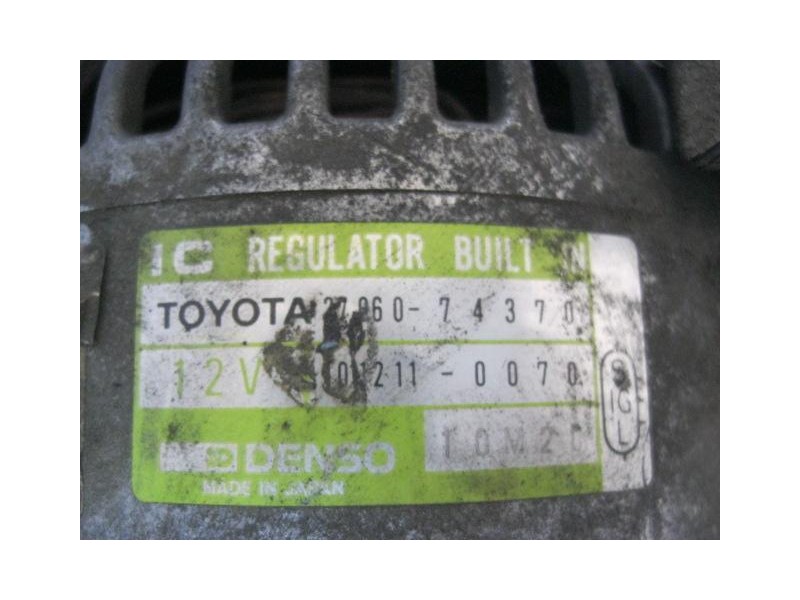 IC REGULATOR BUILT IN
TOYOTA 27060-74370
12V 101211-0070
DENSO
MADE IN JAPAN
S
IG
L